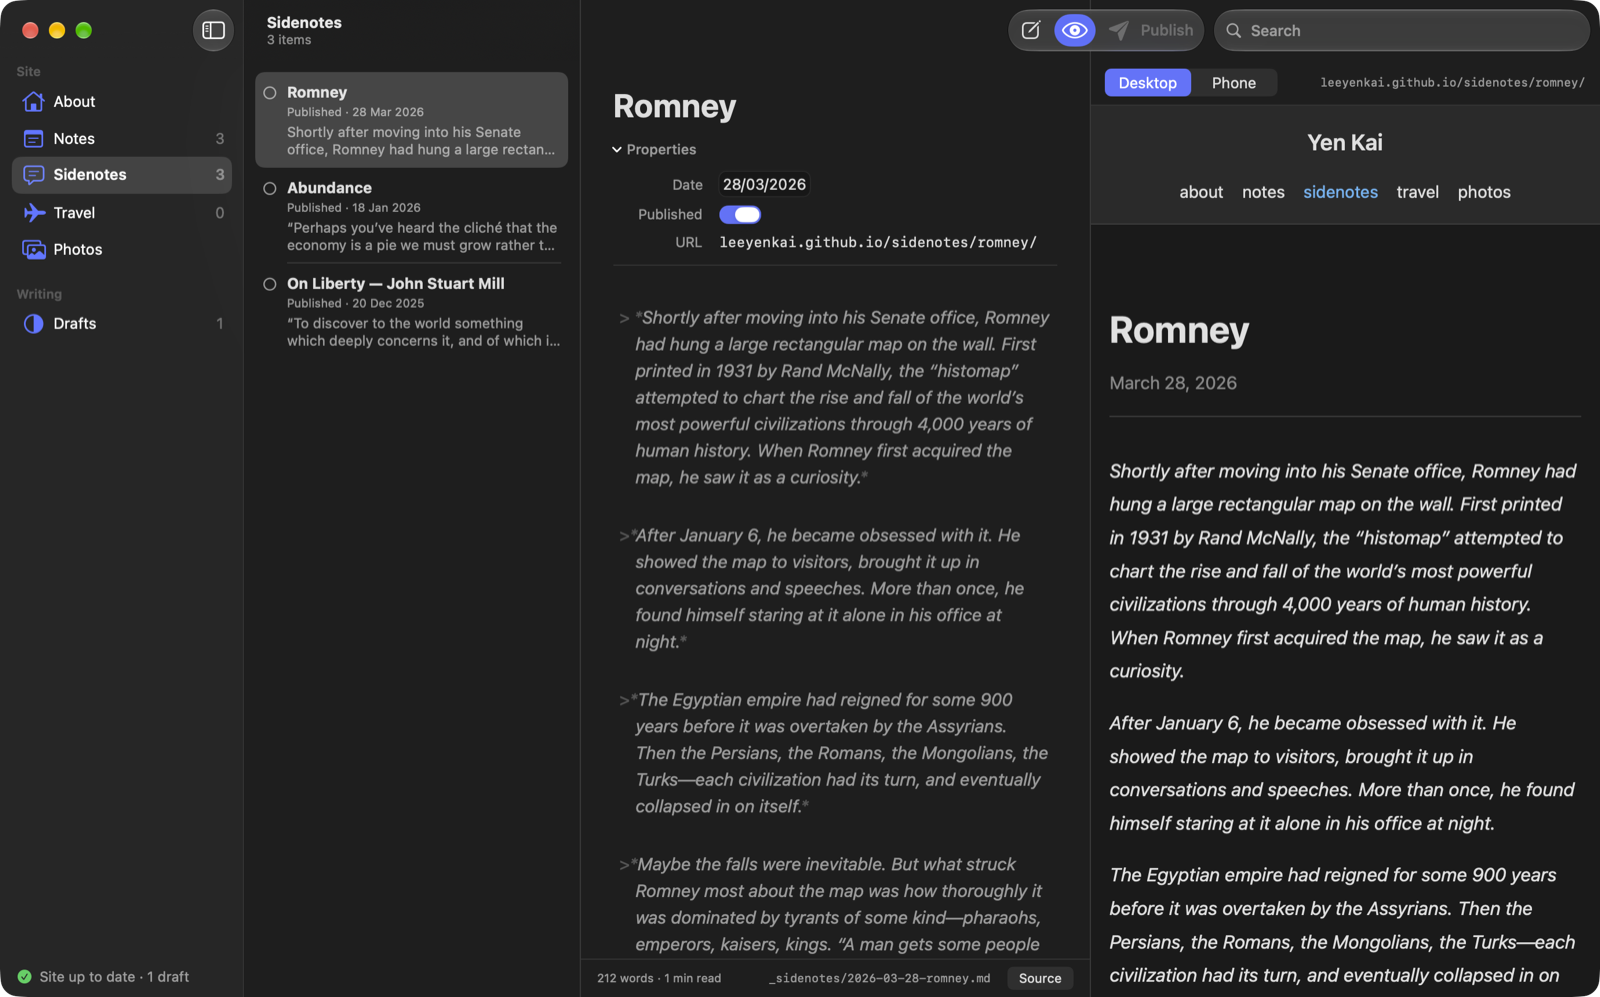 Site
About
Notes 3
Sidenotes 3
Travel 0
Photos
Writing
Drafts 1
Site up to date · 1 draft
Sidenotes
3 items
Romney
Published · 28 Mar 2026
Shortly after moving into his Senate
office, Romney had hung a large rectan...
Abundance
Published · 18 Jan 2026
“Perhaps you’ve heard the cliché that the
economy is a pie we must grow rather t...
On Liberty — John Stuart Mill
Published · 20 Dec 2025
“To discover to the world something
which deeply concerns it, and of which i...
Publish
Search
Romney
Properties
Date 28/03/2026
Published
URL leeyenkai.github.io/sidenotes/romney/
> *Shortly after moving into his Senate office, Romney
had hung a large rectangular map on the wall. First
printed in 1931 by Rand McNally, the “histomap”
attempted to chart the rise and fall of the world’s
most powerful civilizations through 4,000 years of
human history. When Romney first acquired the
map, he saw it as a curiosity.*
>*After January 6, he became obsessed with it. He
showed the map to visitors, brought it up in
conversations and speeches. More than once, he
found himself staring at it alone in his office at
night.*
>*The Egyptian empire had reigned for some 900
years before it was overtaken by the Assyrians.
Then the Persians, the Romans, the Mongolians, the
Turks—each civilization had its turn, and eventually
collapsed in on itself.*
>*Maybe the falls were inevitable. But what struck
Romney most about the map was how thoroughly it
was dominated by tyrants of some kind—pharaohs,
emperors, kaisers, kings. “A man gets some people
212 words · 1 min read
_sidenotes/2026-03-28-romney.md
Source
Desktop
Phone
leeyenkai.github.io/sidenotes/romney/
Yen Kai
about notes sidenotes travel photos
Romney
March 28, 2026
Shortly after moving into his Senate office, Romney had
hung a large rectangular map on the wall. First printed
in 1931 by Rand McNally, the “histomap” attempted to
chart the rise and fall of the world’s most powerful
civilizations through 4,000 years of human history.
When Romney first acquired the map, he saw it as a
curiosity.
After January 6, he became obsessed with it. He
showed the map to visitors, brought it up in
conversations and speeches. More than once, he found
himself staring at it alone in his office at night.
The Egyptian empire had reigned for some 900 years
before it was overtaken by the Assyrians. Then the
Persians, the Romans, the Mongolians, the Turks—each
civilization had its turn, and eventually collapsed in on